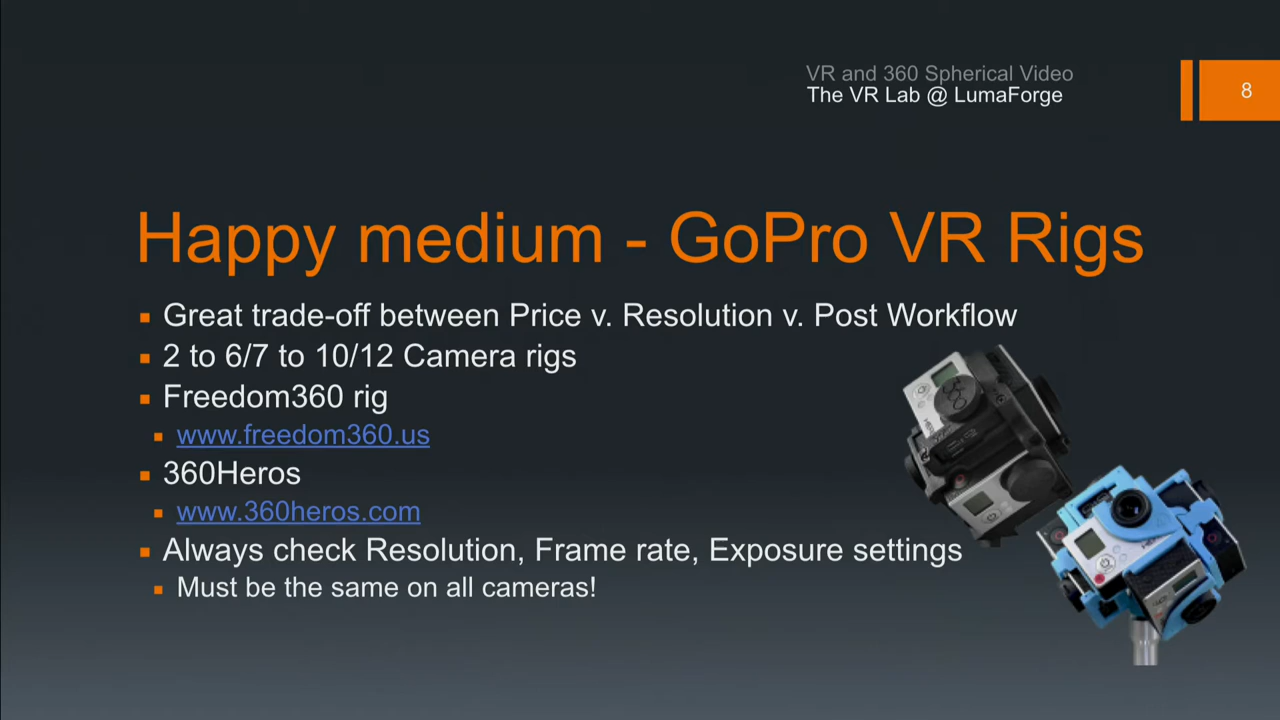 VR and 360 Spherical Video
The VR Lab @ LumaForge
8
Happy medium - GoPro VR Rigs
Great trade-off between Price v. Resolution v. Post Workflow
2 to 6/7 to 10/12 Camera rigs
Freedom360 rig
www.freedom360.us
360Heros
www.360heros.com
Always check Resolution, Frame rate, Exposure settings
Must be the same on all cameras!
360